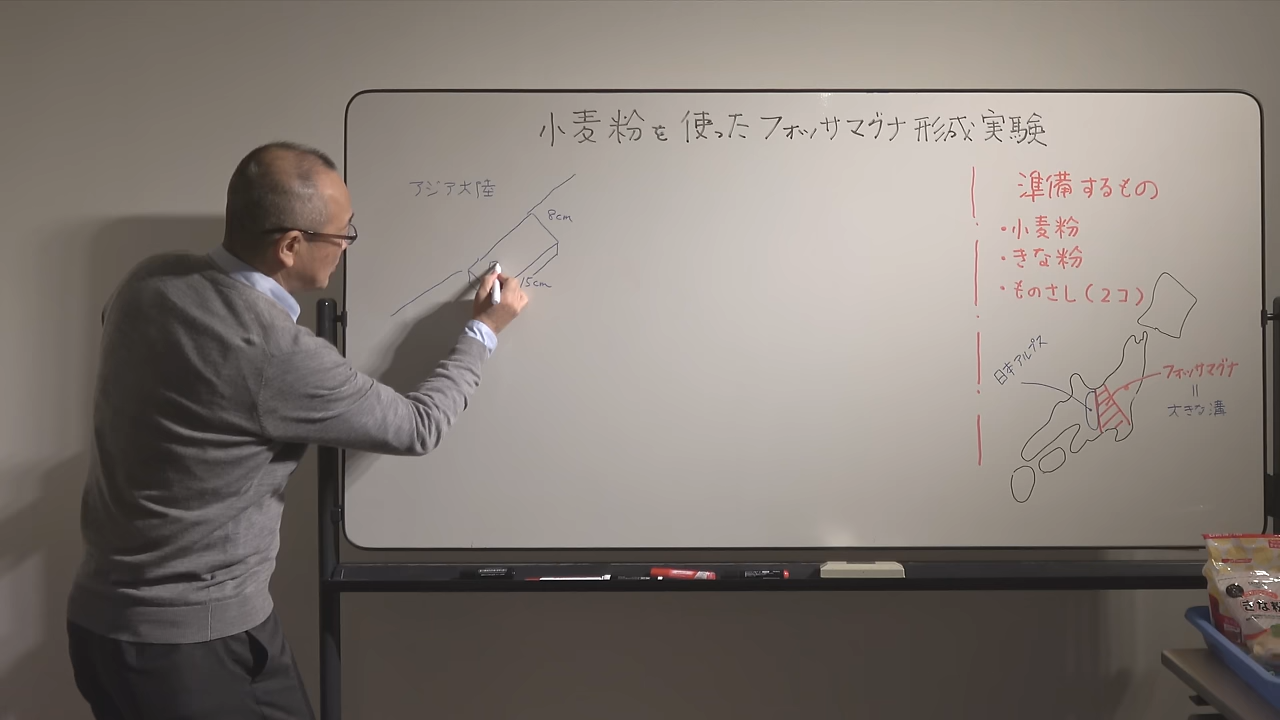 小麦粉を使ったフォッサマグナ形成実験
アジア大陸
8cm
15cm
準備するもの
・小麦粉
・きな粉
・ものさし(2コ)
日本アルプス
フォッサマグナ
=
大きな溝
きな粉